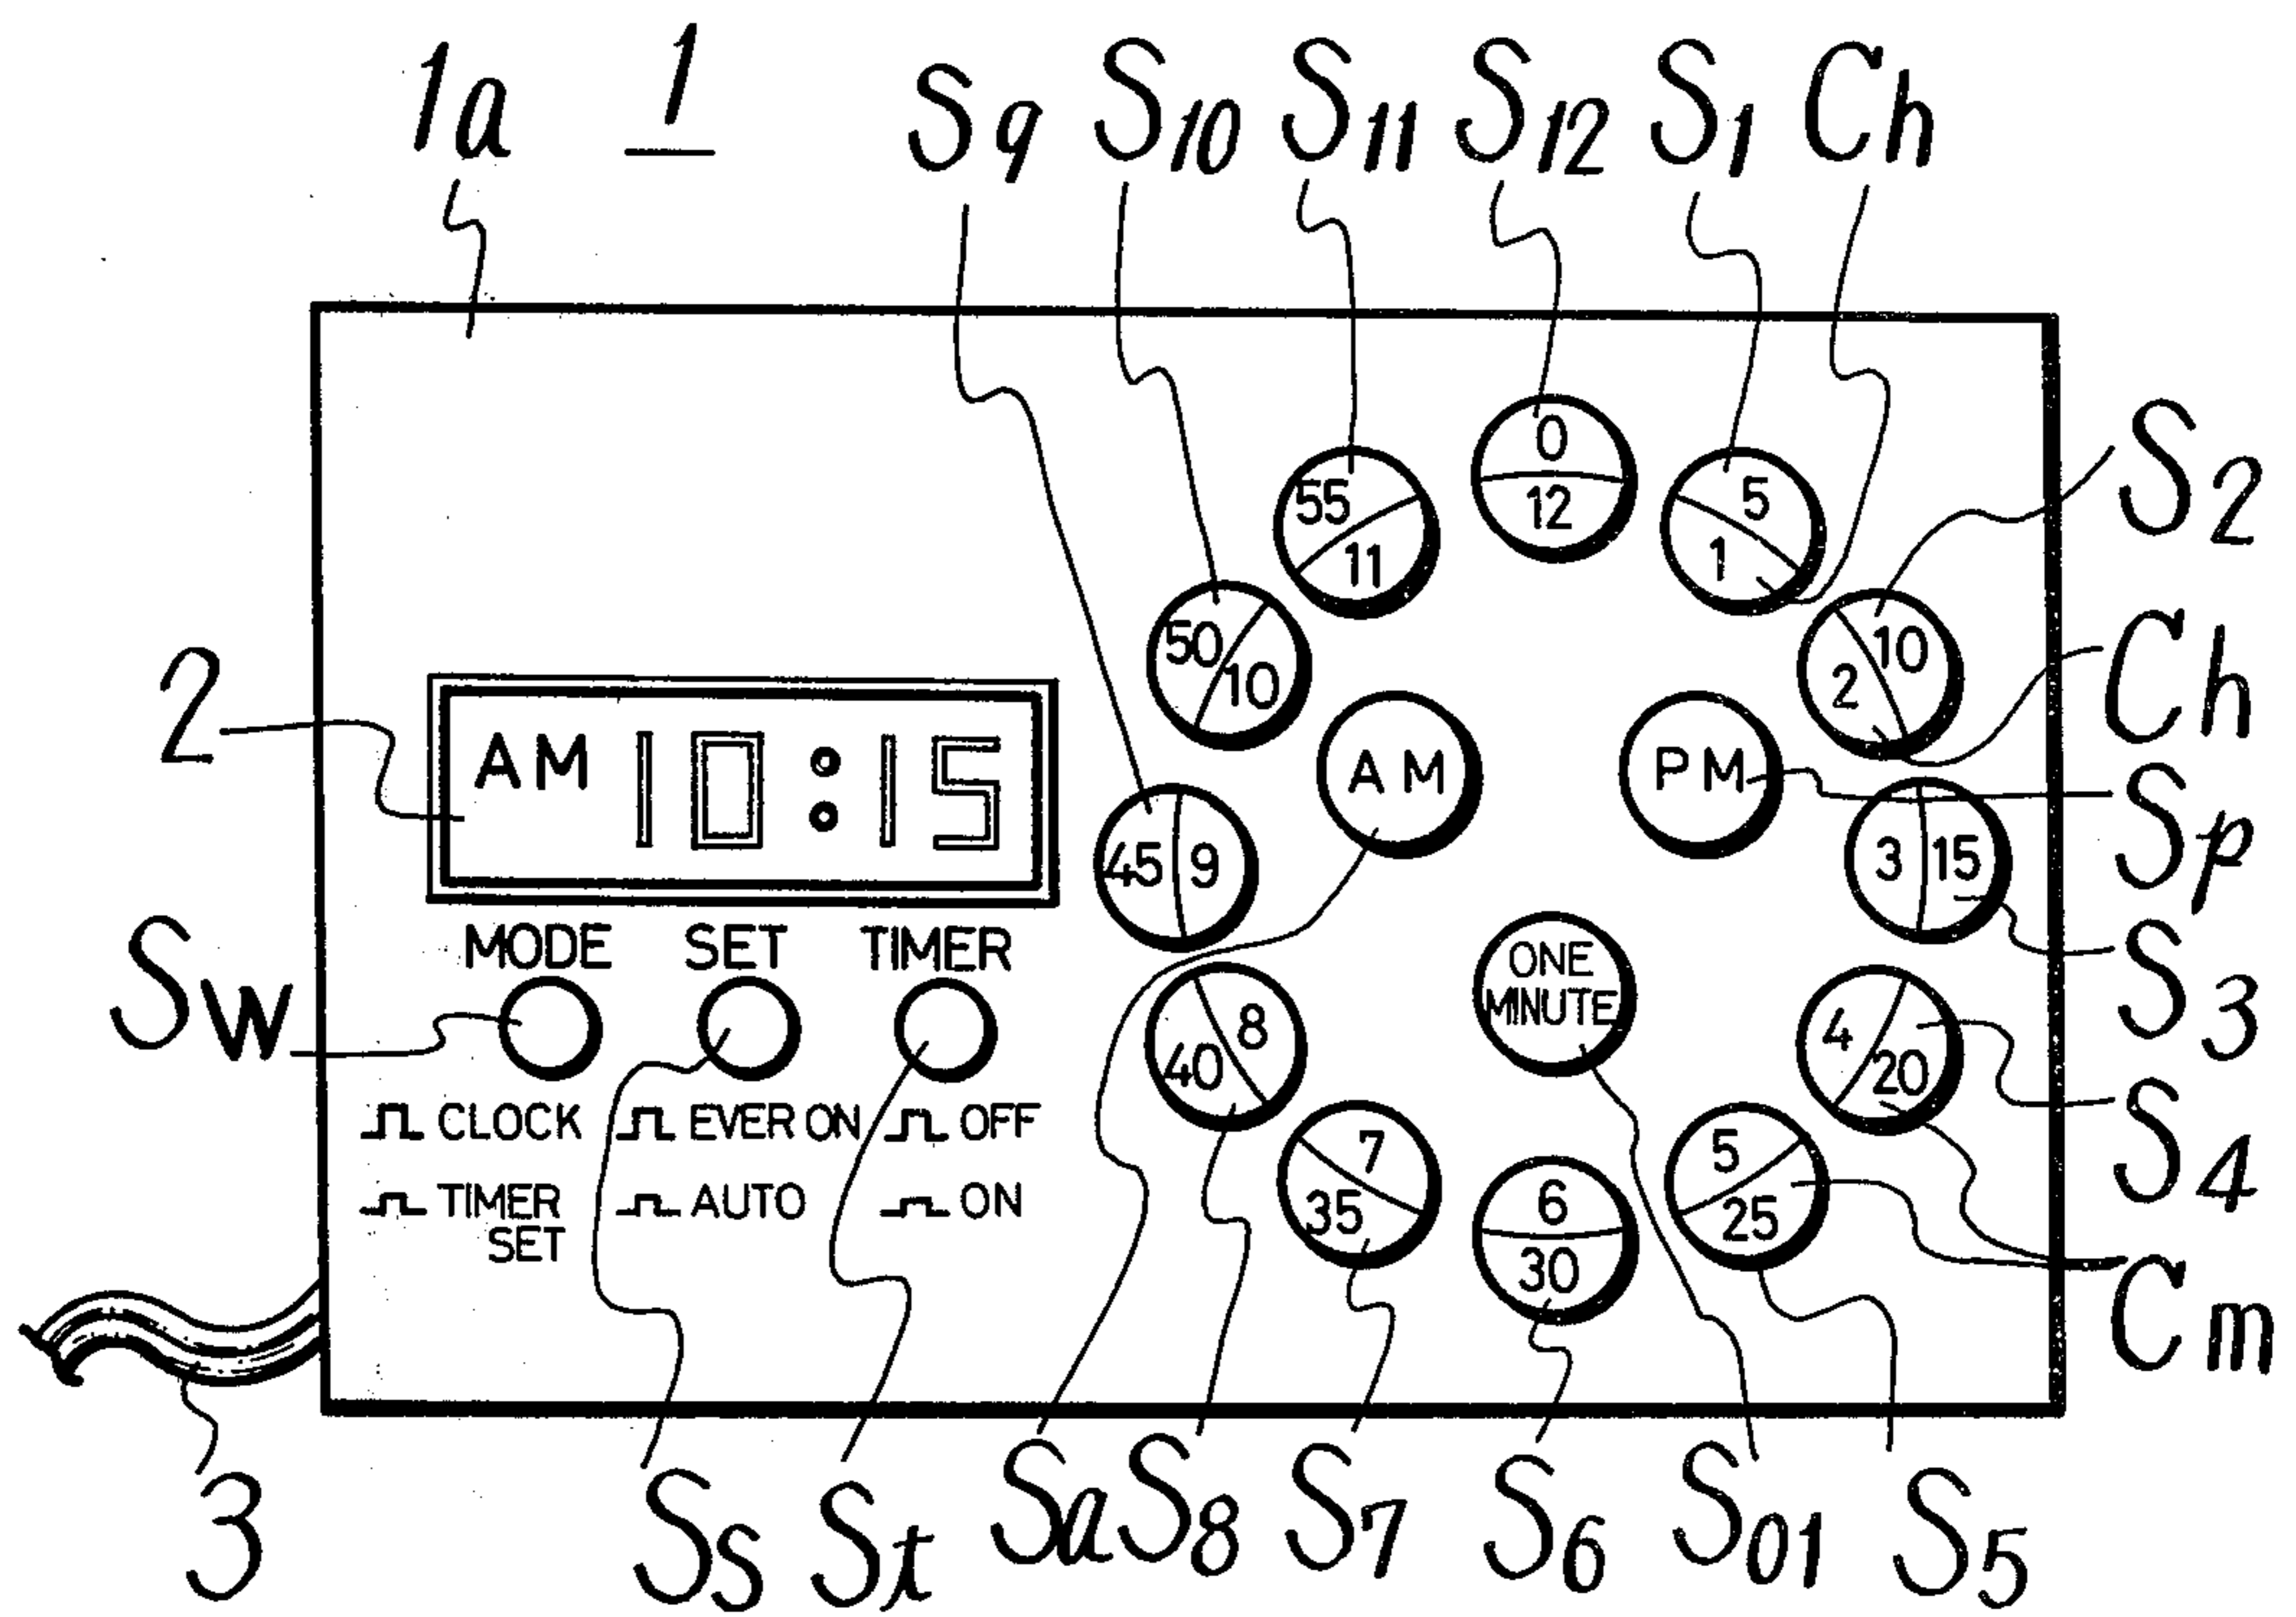 1a 1 S9 S10 S11 S12 S1 Ch
0
12
55
11
5
1
S2
50
10
10
2
Ch
2
AM 10:15
AM
PM
Sp
45 9
3 15
S3
MODE SET TIMER
Sw
ONE
MINUTE
8
40
4
20
S4
CLOCK EVER ON OFF
TIMER
SET
AUTO ON
7
35
6
30
5
25
Cm
3
Ss St Sa S8 S7 S6 S01 S5